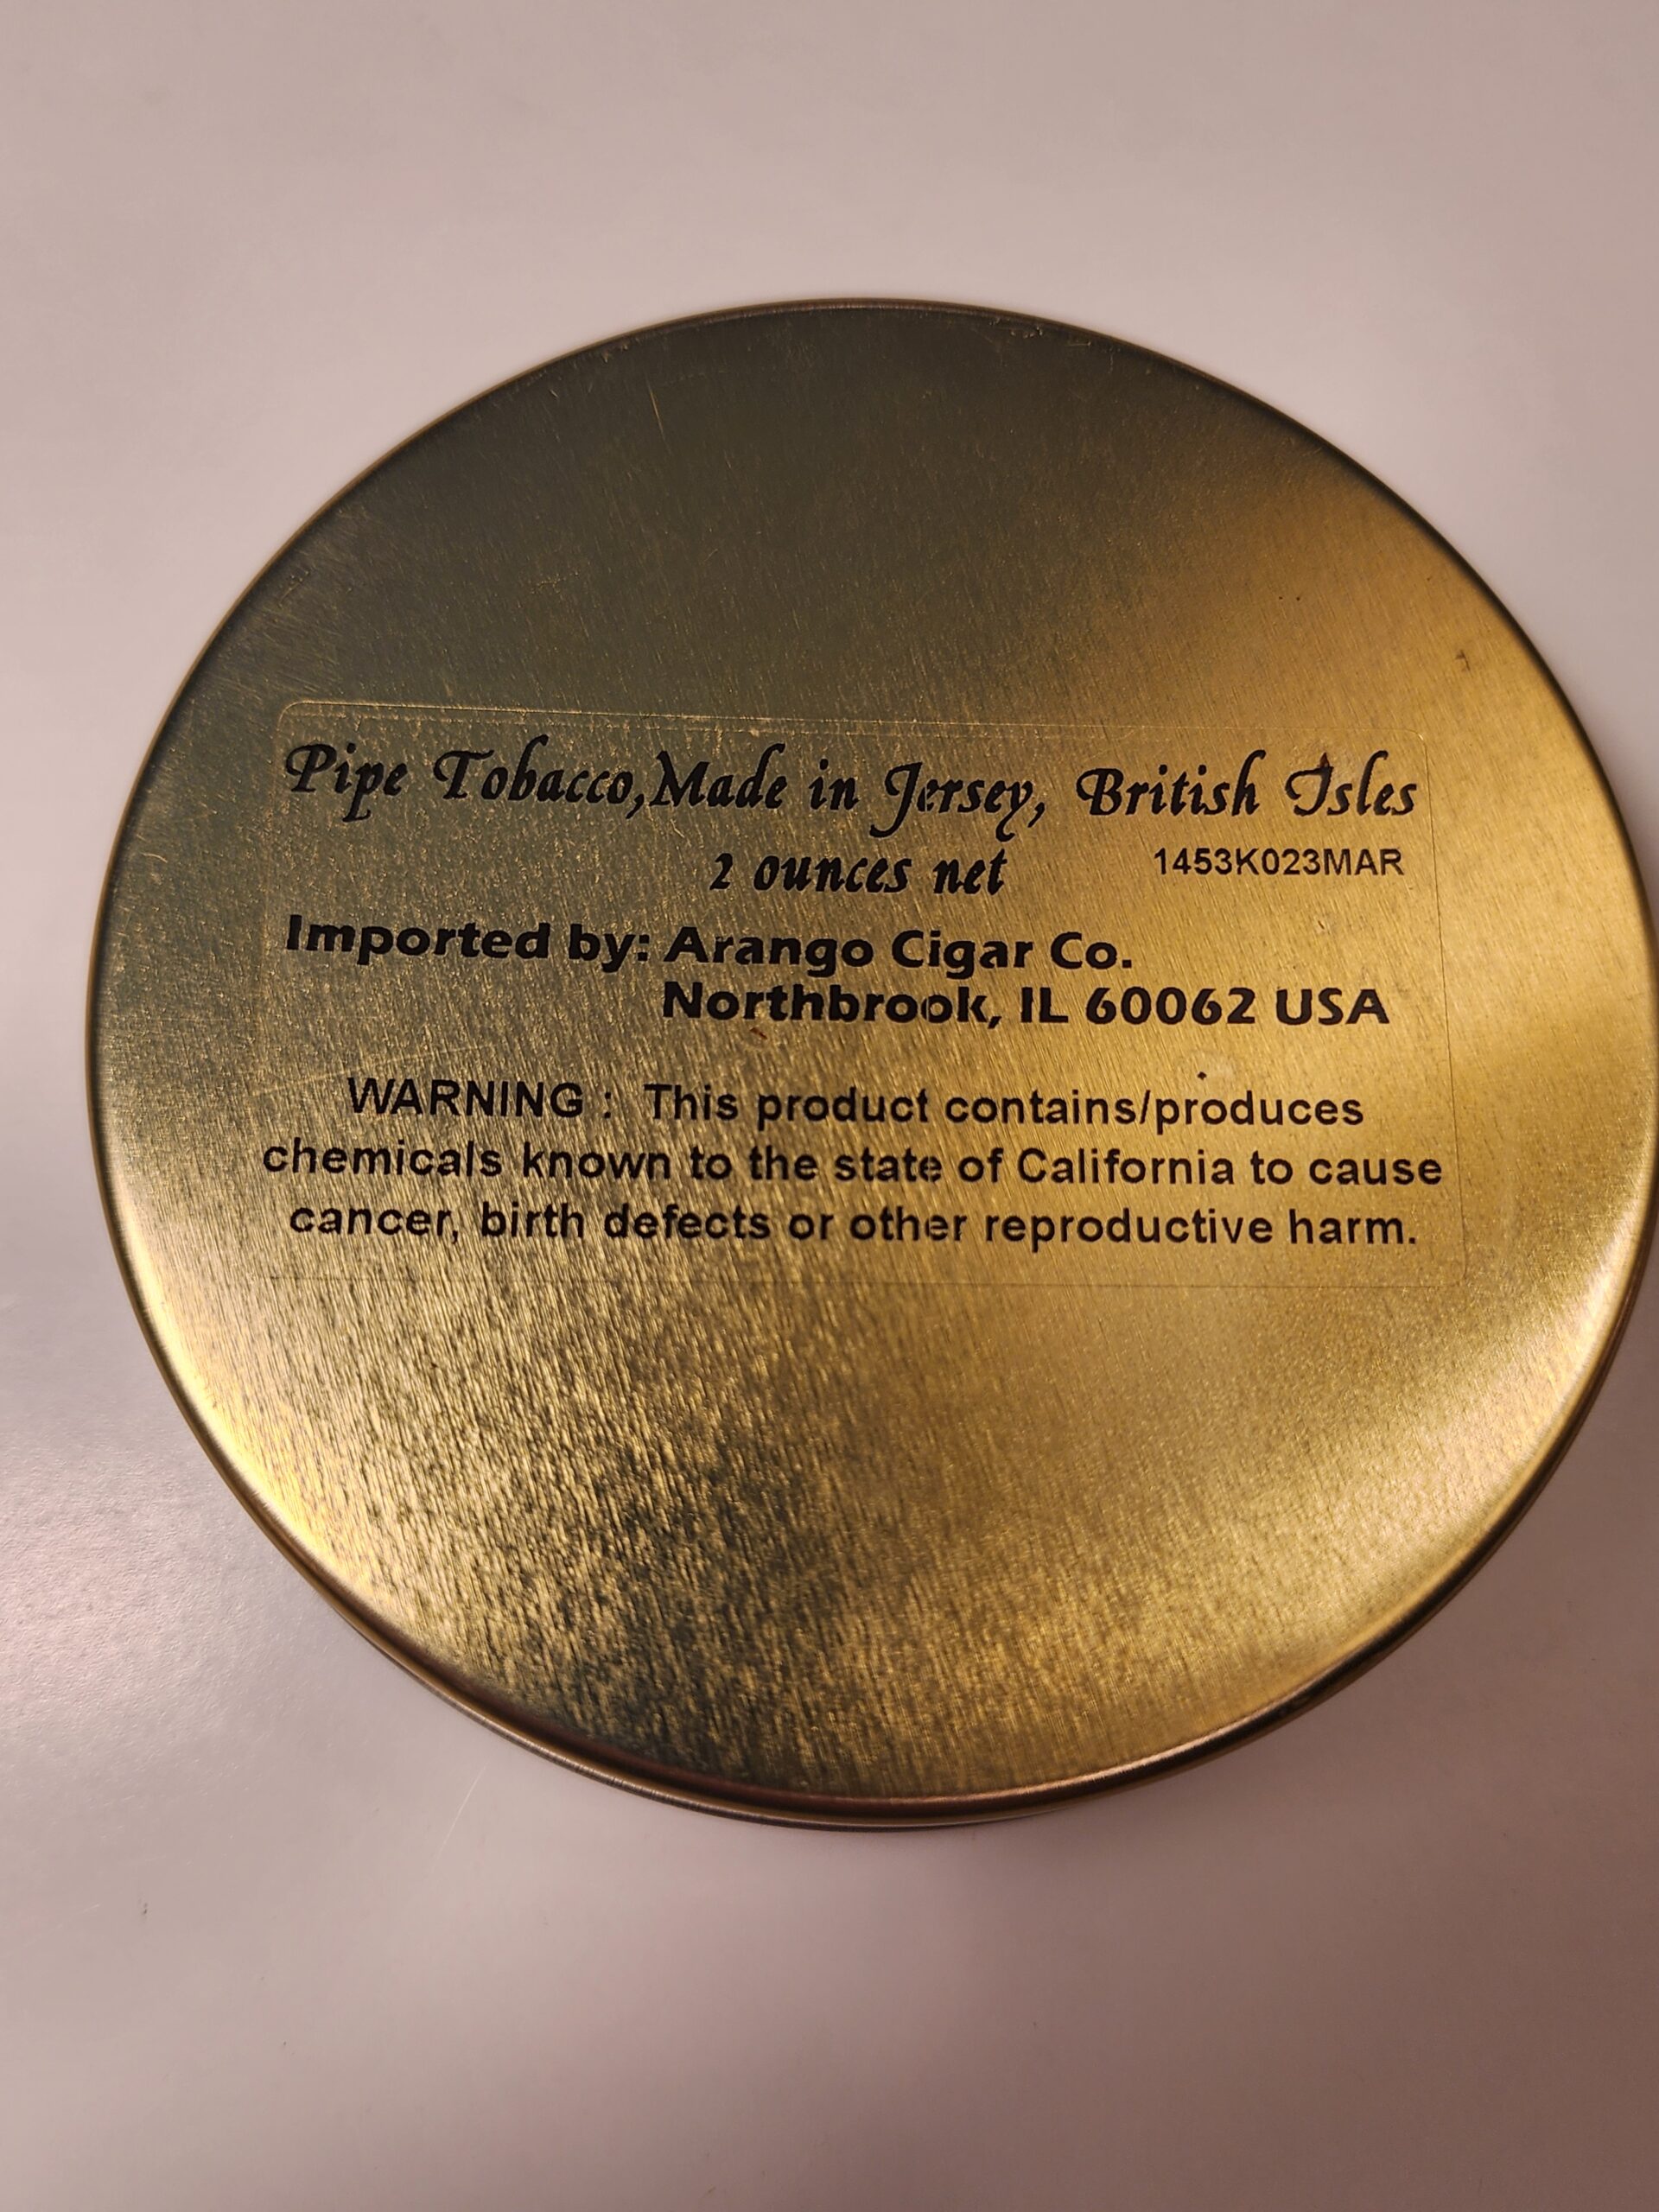 Pipe Tobacco,Made in Jersey, British Isles
2 ounces net 1453K023MAR
Imported by: Arango Cigar Co.
Northbrook, IL 60062 USA
WARNING : This product contains/produces
chemicals known to the state of California to cause
cancer, birth defects or other reproductive harm.